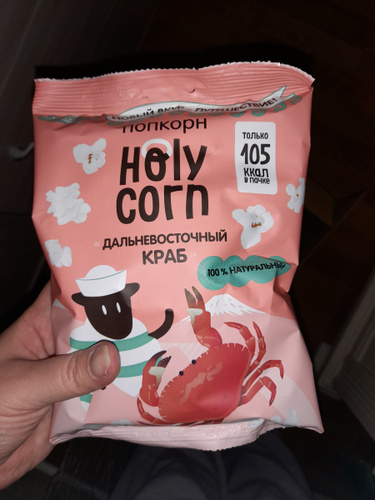 НОВЫЙ ВКУС
ПОПКОРН
HOLY
CORN
ТОЛЬКО
105
ККАЛ
В ПАЧКЕ
ДАЛЬНЕВОСТОЧНЫЙ
КРАБ
100% НАТУРАЛЬНЫЙ